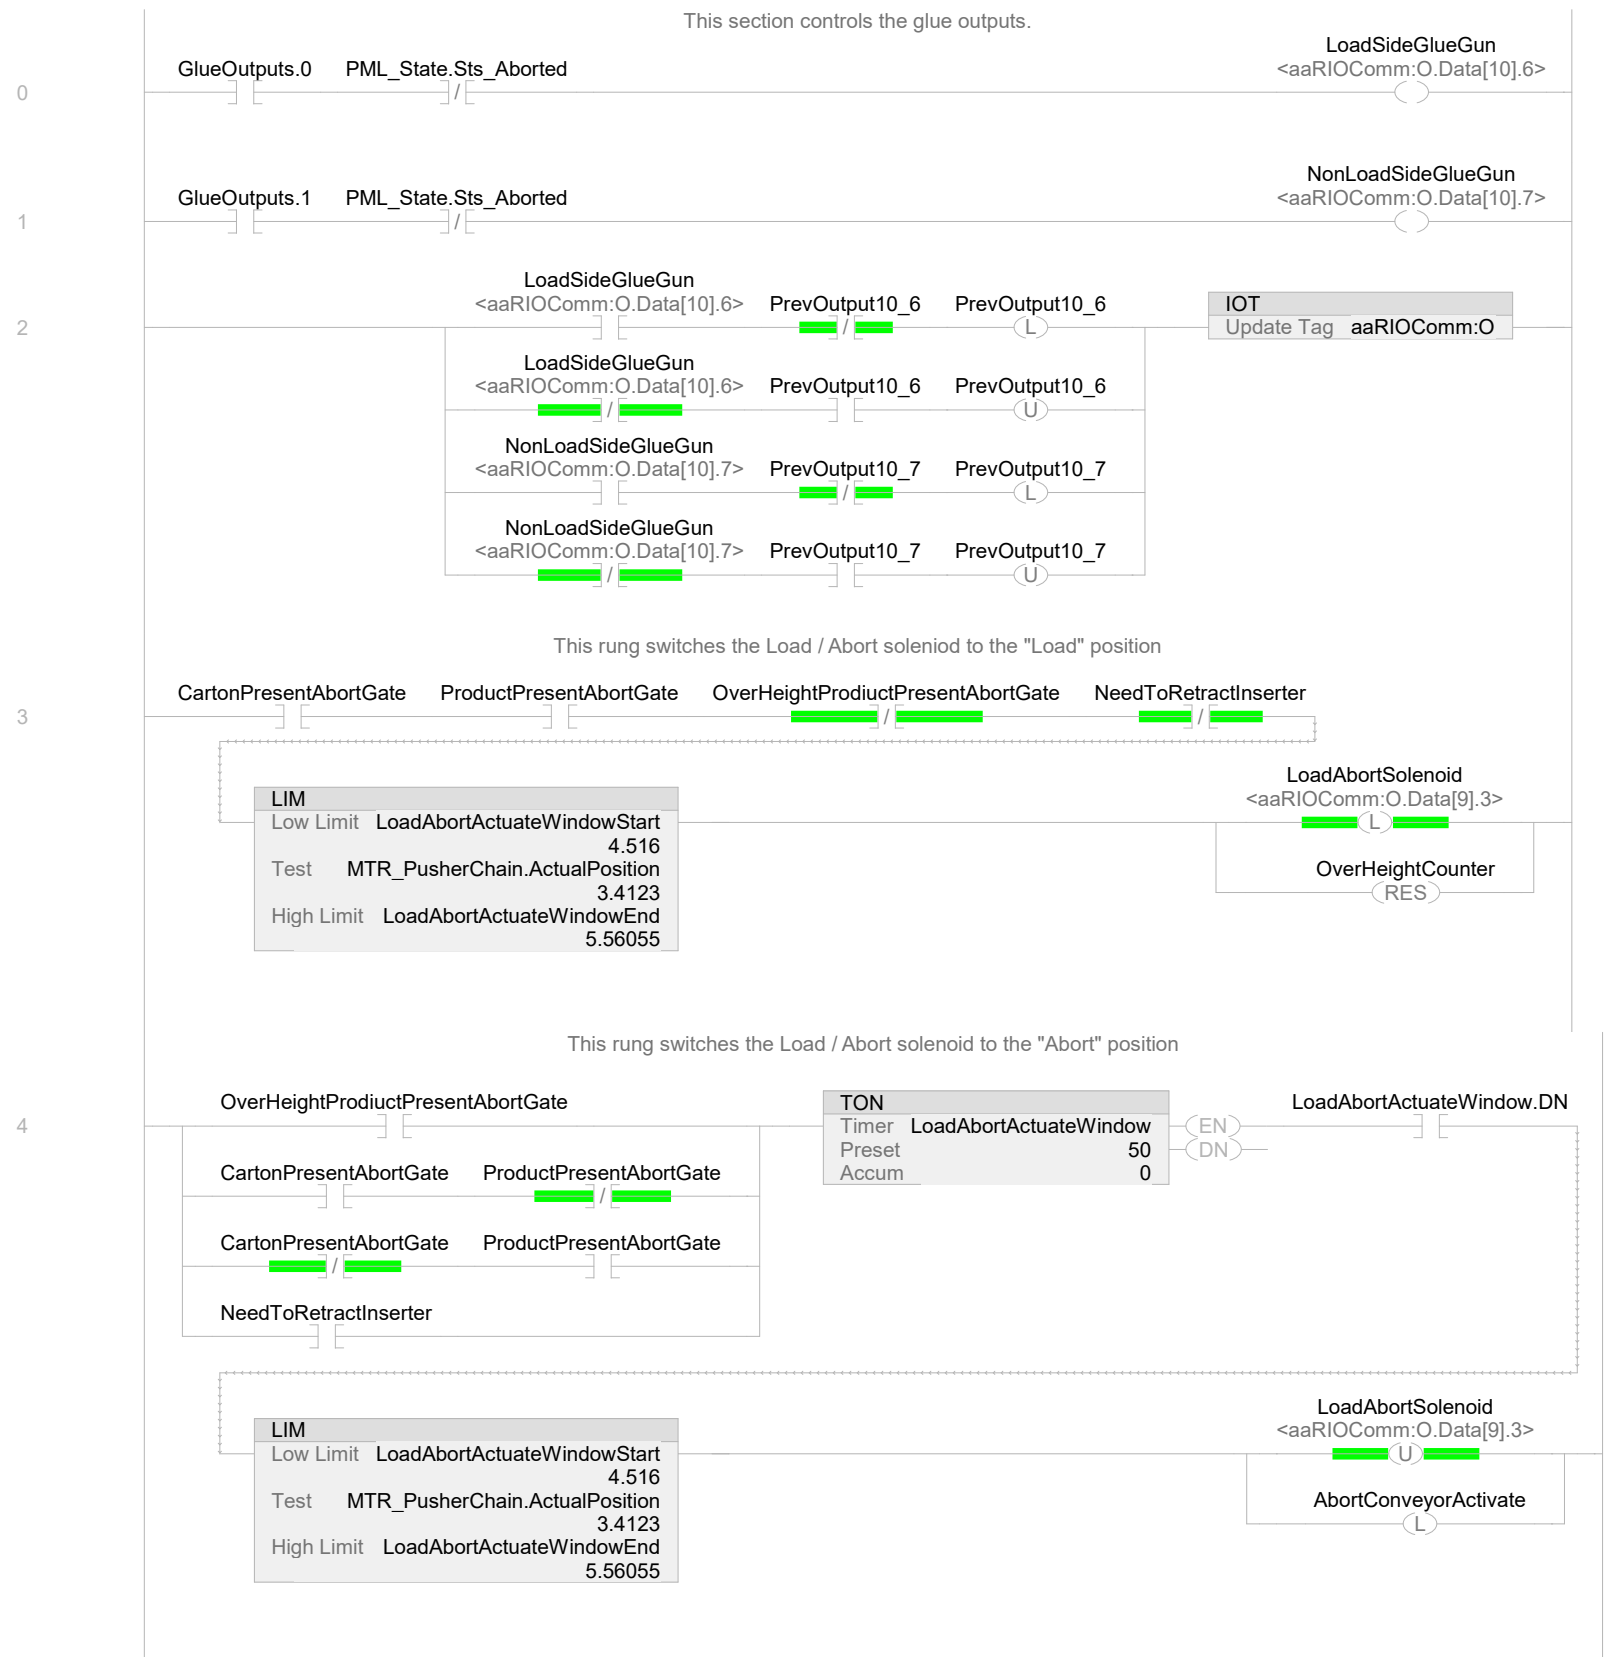 This section controls the glue outputs.
LoadSideGlueGun
GlueOutputs.0 PML_State.Sts_Aborted <aaRIOComm:O.Data[10].6>
0
NonLoadSideGlueGun
GlueOutputs.1 PML_State.Sts_Aborted <aaRIOComm:O.Data[10].7>
1
LoadSideGlueGun
<aaRIOComm:O.Data[10].6> PrevOutput10_6 PrevOutput10_6 IOT
2 L Update Tag aaRIOComm:O
LoadSideGlueGun
<aaRIOComm:O.Data[10].6> PrevOutput10_6 PrevOutput10_6
U
NonLoadSideGlueGun
<aaRIOComm:O.Data[10].7> PrevOutput10_7 PrevOutput10_7
L
NonLoadSideGlueGun
<aaRIOComm:O.Data[10].7> PrevOutput10_7 PrevOutput10_7
U
This rung switches the Load / Abort soleniod to the "Load" position
CartonPresentAbortGate ProductPresentAbortGate OverHeightProdiuctPresentAbortGate NeedToRetractInserter
3
LoadAbortSolenoid
LIM <aaRIOComm:O.Data[9].3>
Low Limit LoadAbortActuateWindowStart L
4.516
Test MTR_PusherChain.ActualPosition OverHeightCounter
3.4123 RES
High Limit LoadAbortActuateWindowEnd
5.56055
This rung switches the Load / Abort solenoid to the "Abort" position
OverHeightProdiuctPresentAbortGate TON LoadAbortActuateWindow.DN
4 Timer LoadAbortActuateWindow EN
Preset 50 DN
CartonPresentAbortGate ProductPresentAbortGate Accum 0
CartonPresentAbortGate ProductPresentAbortGate
NeedToRetractInserter
LoadAbortSolenoid
LIM <aaRIOComm:O.Data[9].3>
Low Limit LoadAbortActuateWindowStart U
4.516
Test MTR_PusherChain.ActualPosition AbortConveyorActivate
3.4123 L
High Limit LoadAbortActuateWindowEnd
5.56055